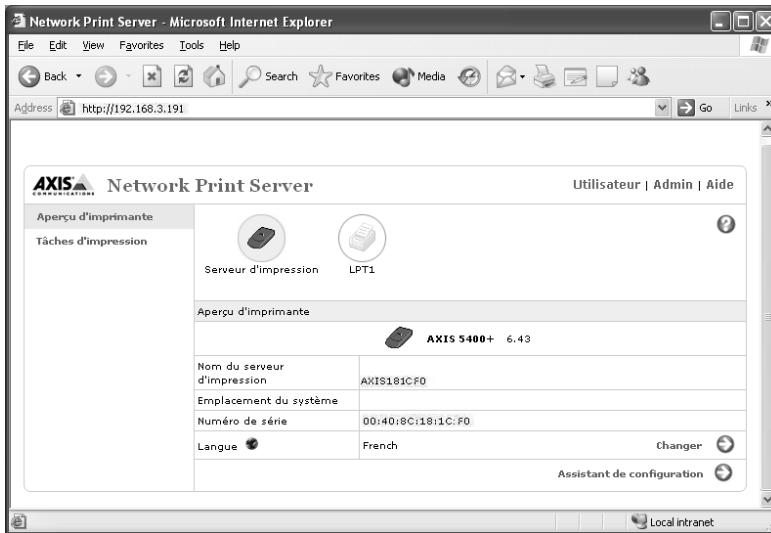 Network Print Server - Microsoft Internet Explorer
File Edit View Favorites Tools Help
Back Search Favorites Media
Address http://192.168.3.191 Go Links »
AXIS COMMUNICATIONS Network Print Server Utilisateur | Admin | Aide
Aperçu d'imprimante
Tâches d'impression
Serveur d'impression LPT1
Aperçu d'imprimante
AXIS 5400+ 6.43
Nom du serveur
d'impression AXIS181CF0
Emplacement du système
Numéro de série 00:40:8C:18:1C:F0
Langue French Changer
Assistant de configuration
Local intranet